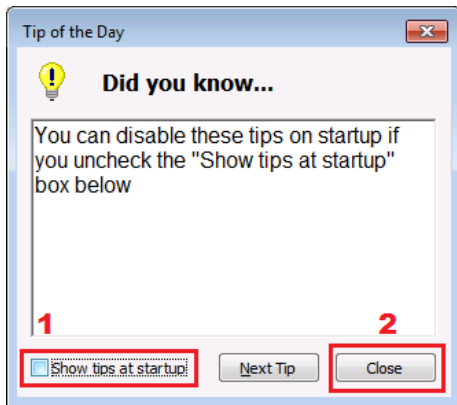 Tip of the Day
Did you know...
You can disable these tips on startup if
you uncheck the "Show tips at startup"
box below
1
2
Show tips at startup
Next Tip
Close